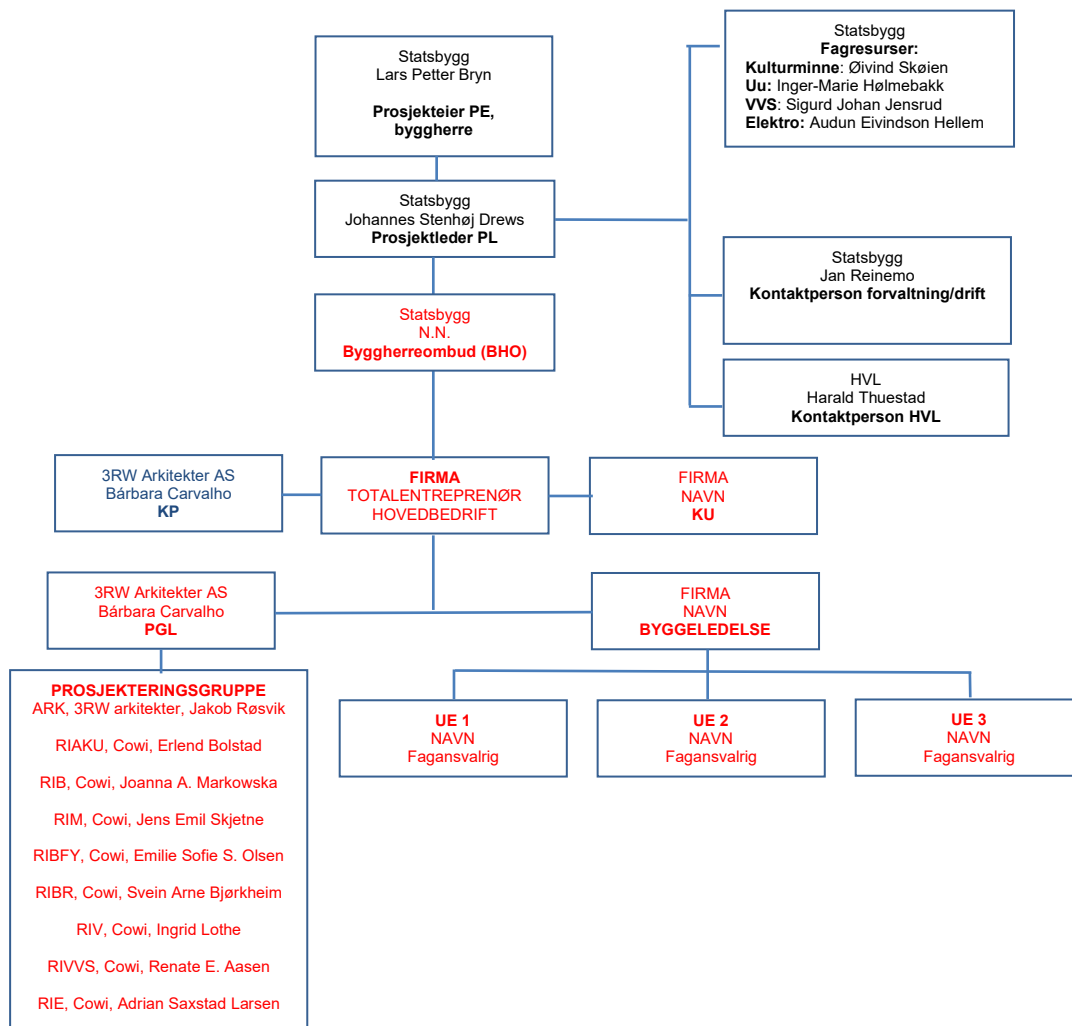 Statsbygg
Lars Petter Bryn
Prosjekteier PE,
byggherre
Statsbygg
Fagresurser:
Kulturminne: Øivind Skøien
Uu: Inger-Marie Hølmebakk
VVS: Sigurd Johan Jensrud
Elektro: Audun Eivindson Hellem
Statsbygg
Johannes Stenhøj Drews
Prosjektleder PL
Statsbygg
Jan Reinemo
Kontaktperson forvaltning/drift
Statsbygg
N.N.
Byggherreombud (BHO)
HVL
Harald Thuestad
Kontaktperson HVL
3RW Arkitekter AS
Bárbara Carvalho
KP
FIRMA
TOTALENTREPRENØR
HOVEDBEDRIFT
FIRMA
NAVN
KU
3RW Arkitekter AS
Bárbara Carvalho
PGL
FIRMA
NAVN
BYGGELEDELSE
PROSJEKTERINGSGRUPPE
ARK, 3RW arkitekter, Jakob Røsvik
RIAKU, Cowi, Erlend Bolstad
RIB, Cowi, Joanna A. Markowska
RIM, Cowi, Jens Emil Skjetne
RIBFY, Cowi, Emilie Sofie S. Olsen
RIBR, Cowi, Svein Arne Bjørkheim
RIV, Cowi, Ingrid Lothe
RIVVS, Cowi, Renate E. Aasen
RIE, Cowi, Adrian Saxstad Larsen
UE 1
NAVN
Fagansvalrig
UE 2
NAVN
Fagansvalrig
UE 3
NAVN
Fagansvalrig